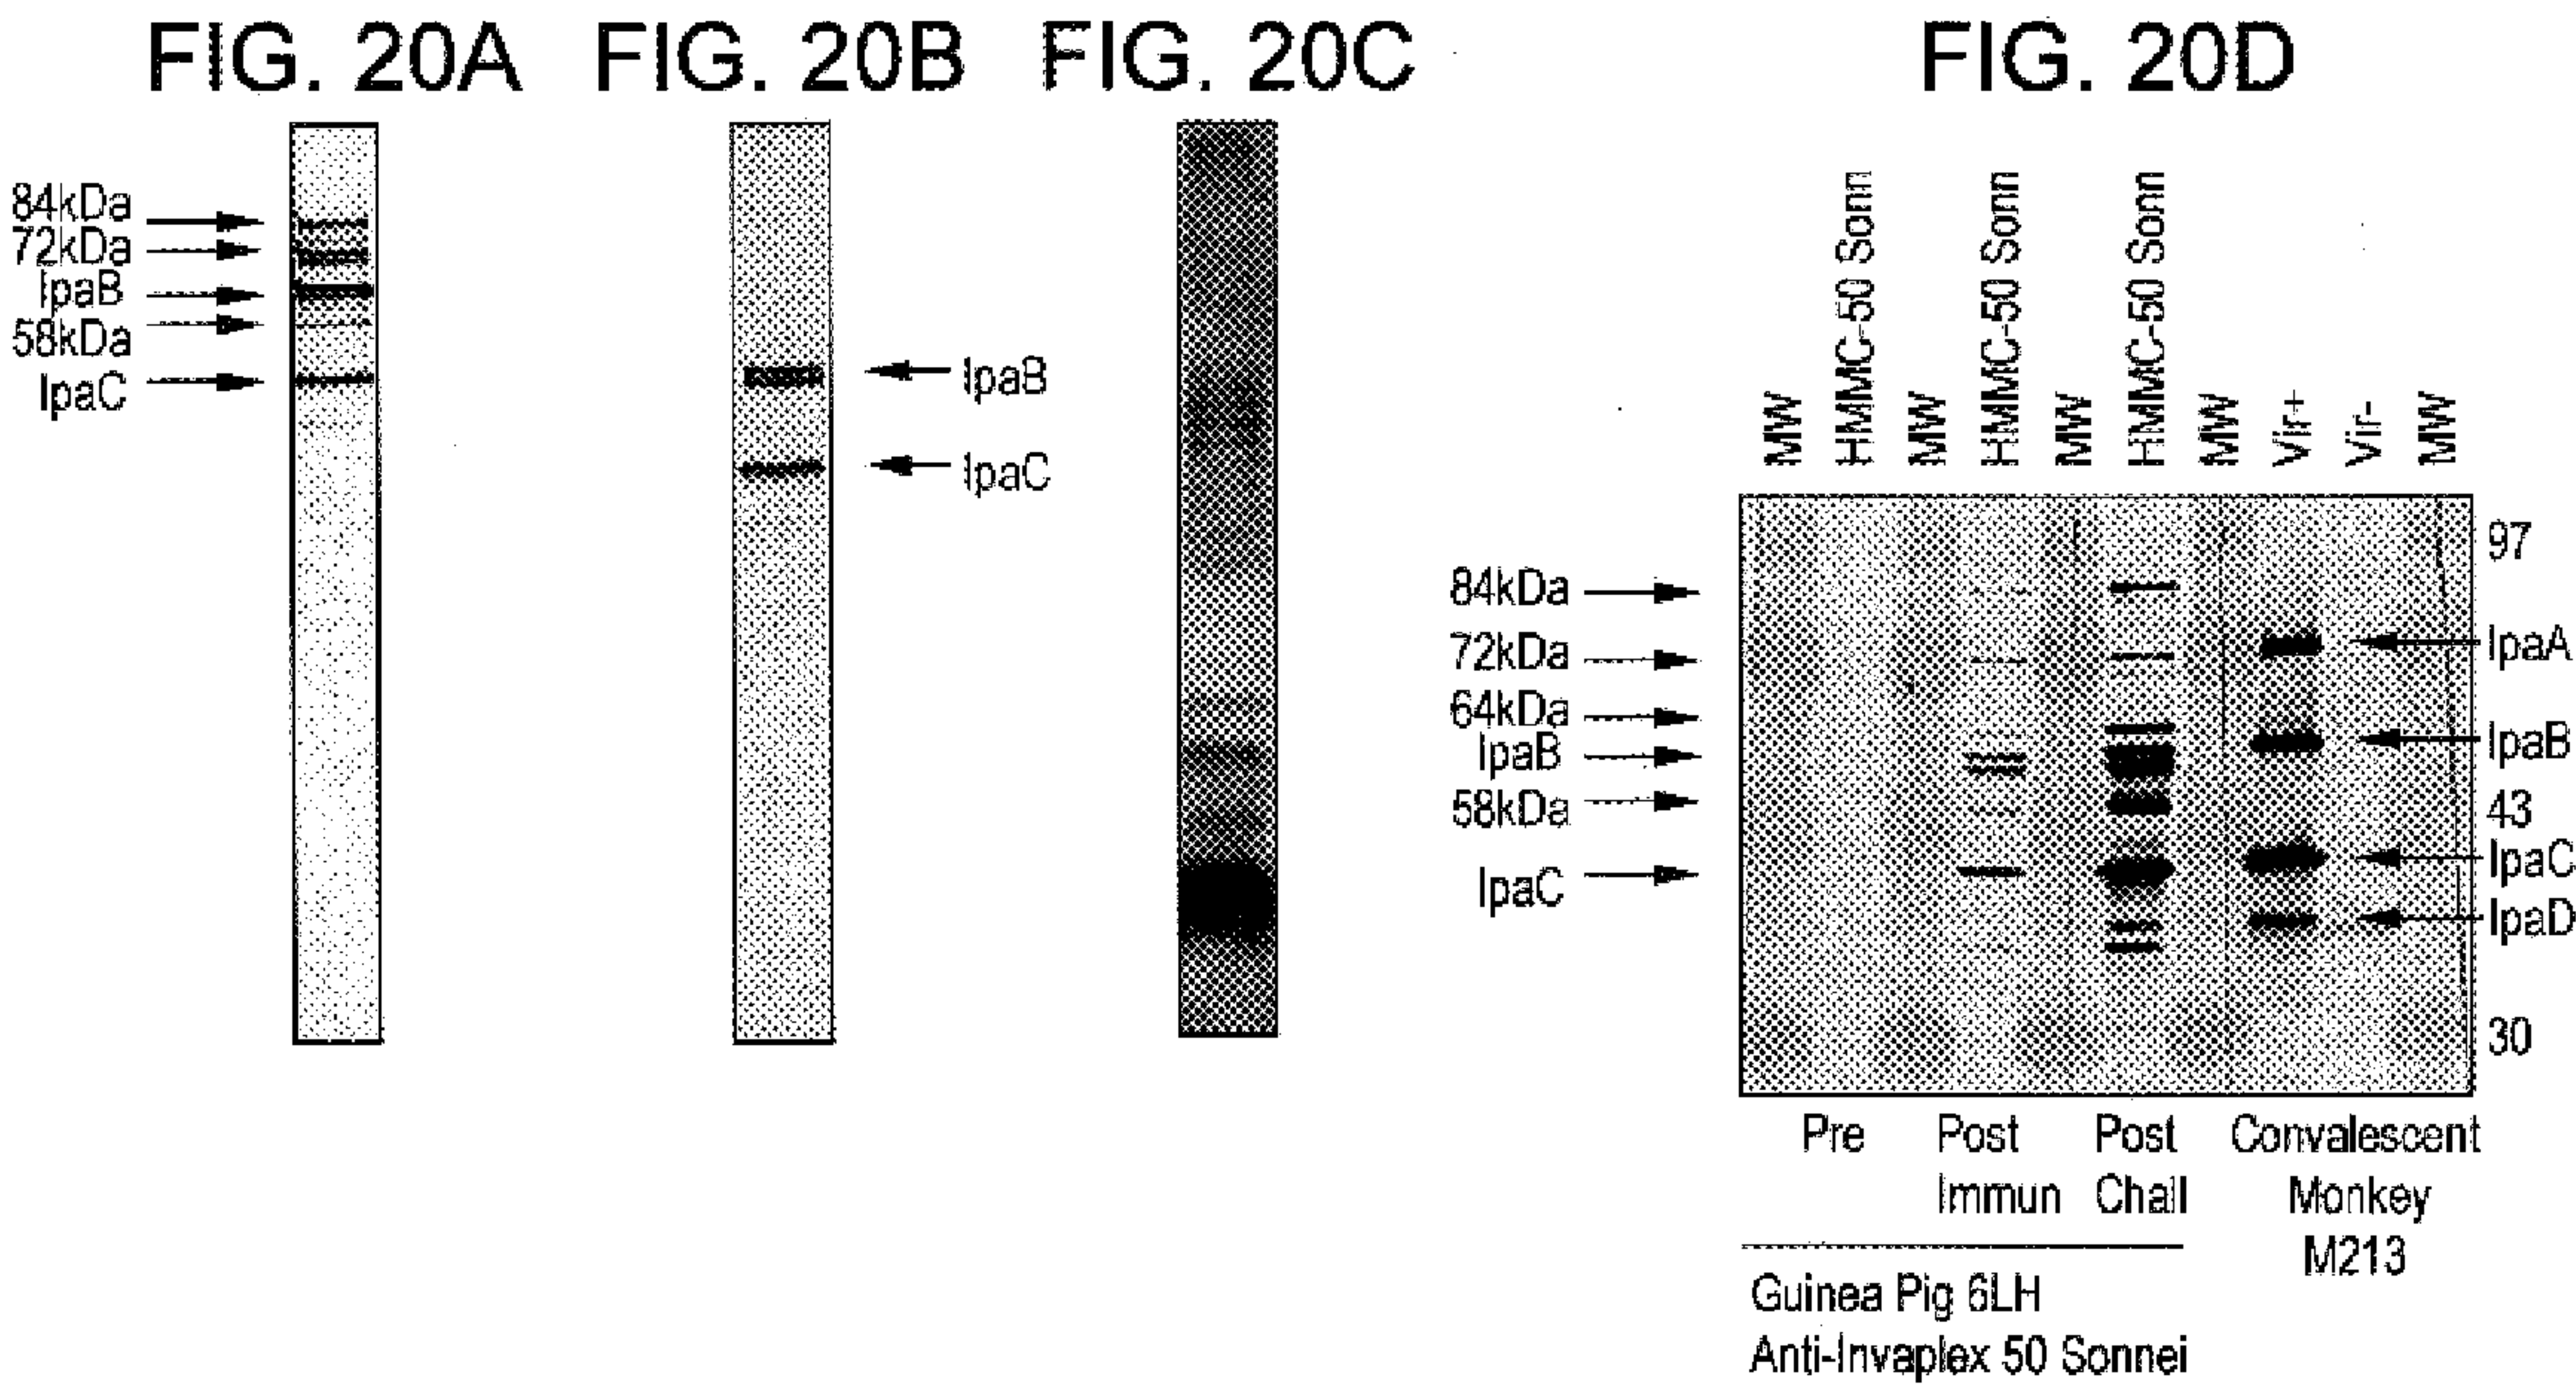 FIG. 20A
FIG. 20B
FIG. 20C
FIG. 20D
84kDa
72kDa
IpaB
58kDa
IpaC
IpaB
IpaC
MW
HMMC-50 Sonn
MW
HMMC-50 Sonn
MW
HMMC-50 Sonn
MW
Vir+
Vir-
MW
84kDa
72kDa
64kDa
IpaB
58kDa
IpaC
97
IpaA
IpaB
43
IpaC
IpaD
30
Pre
Post
Immun
Post
Chall
Convalescent
Monkey
M213
Guinea Pig 6LH
Anti-Invaplex 50 Sonnei